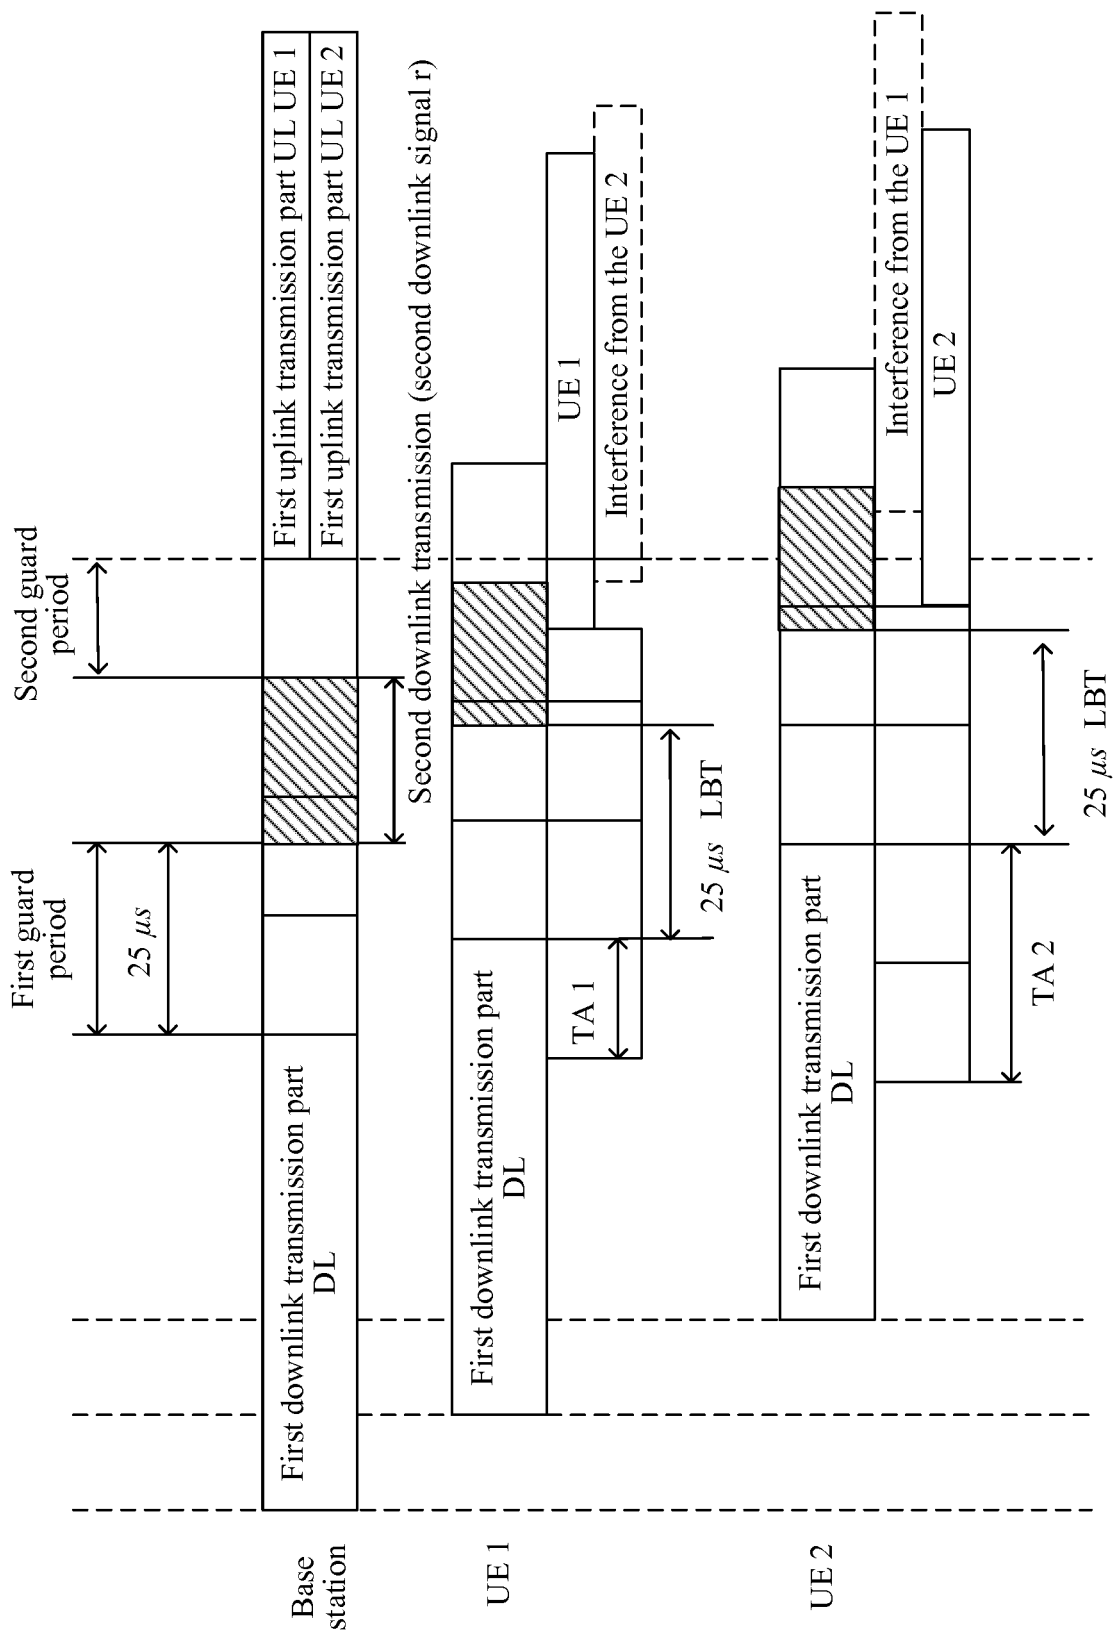 First guard
period
Second guard
period
25 μs
Base
station
First downlink transmission part
DL
First uplink transmission part UL UE 1
First uplink transmission part UL UE 2
Second downlink transmission (second downlink signal r)
UE 1
First downlink transmission part
DL
UE 1
TA 1
Interference from the UE 2
25 μs LBT
UE 2
First downlink transmission part
DL
Interference from the UE 1
UE 2
TA 2
25 μs LBT